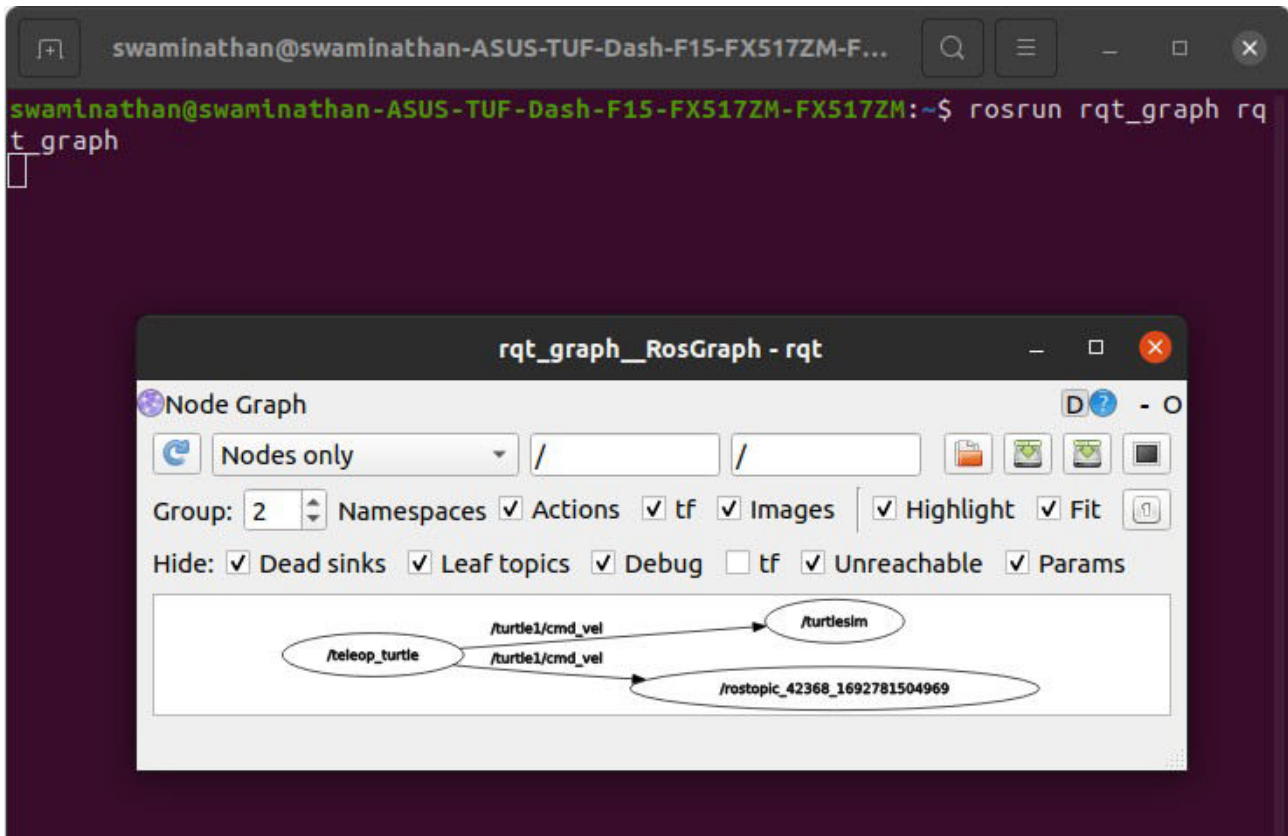 swaminathan@swaminathan-ASUS-TUF-Dash-F15-FX517ZM-F...
swaminathan@swaminathan-ASUS-TUF-Dash-F15-FX517ZM-FX517ZM:~$ rosrun rqt_graph rq
t_graph
rqt_graph__RosGraph - rqt
Node Graph D ? - O
Nodes only / /
Group: 2 Namespaces Actions tf Images Highlight Fit
Hide: Dead sinks Leaf topics Debug tf Unreachable Params
/turtle1/cmd_vel /turtlesim
/teleop_turtle /turtle1/cmd_vel
/rostopic_42368_1692781504969